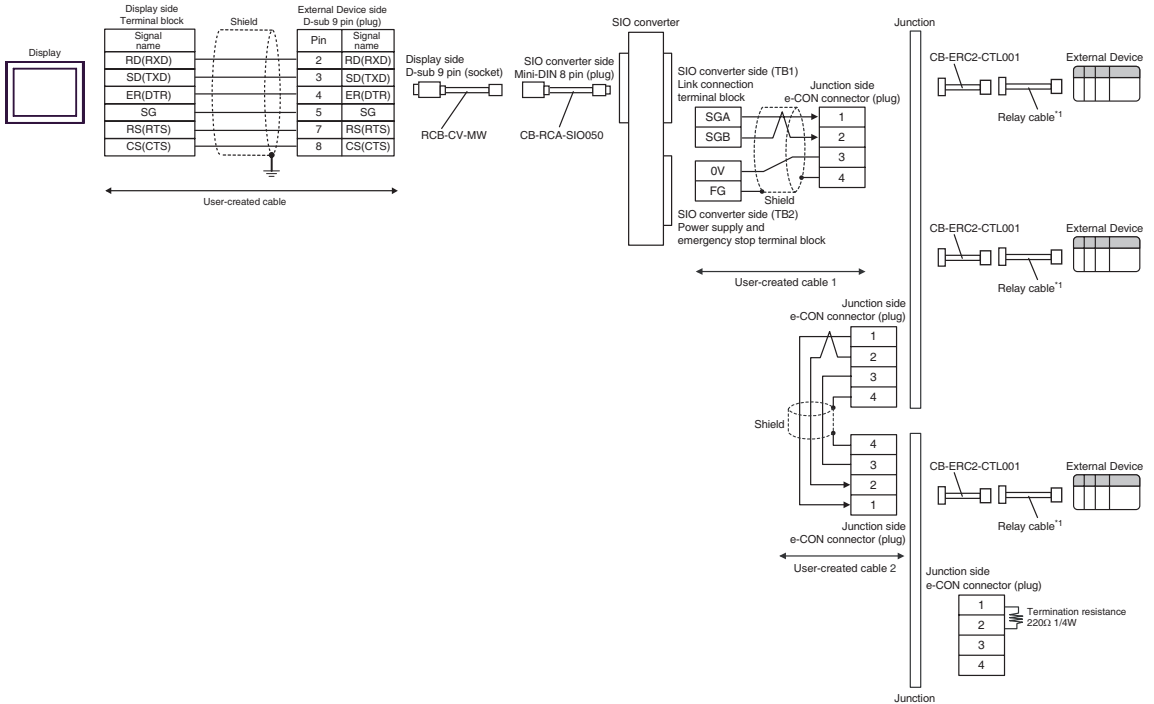 Display
Display side
Terminal block
Signal
name
RD(RXD)
SD(TXD)
ER(DTR)
SG
RS(RTS)
CS(CTS)
Shield
External Device side
D-sub 9 pin (plug)
Pin
Signal
name
2 RD(RXD)
3 SD(TXD)
4 ER(DTR)
5 SG
7 RS(RTS)
8 CS(CTS)
User-created cable
Display side
D-sub 9 pin (socket)
RCB-CV-MW
SIO converter side
Mini-DIN 8 pin (plug)
CB-RCA-SIO050
SIO converter
SIO converter side (TB1)
Link connection
terminal block
SGA
SGB
0V
FG
Shield
SIO converter side (TB2)
Power supply and
emergency stop terminal block
Junction side
e-CON connector (plug)
1
2
3
4
User-created cable 1
Junction side
e-CON connector (plug)
1
2
3
4
Shield
4
3
2
1
Junction side
e-CON connector (plug)
User-created cable 2
Junction
CB-ERC2-CTL001
External Device
Relay cable*1
CB-ERC2-CTL001
External Device
Relay cable*1
CB-ERC2-CTL001
External Device
Relay cable*1
Junction side
e-CON connector (plug)
1
2
3
4
Termination resistance
220Ω 1/4W
Junction